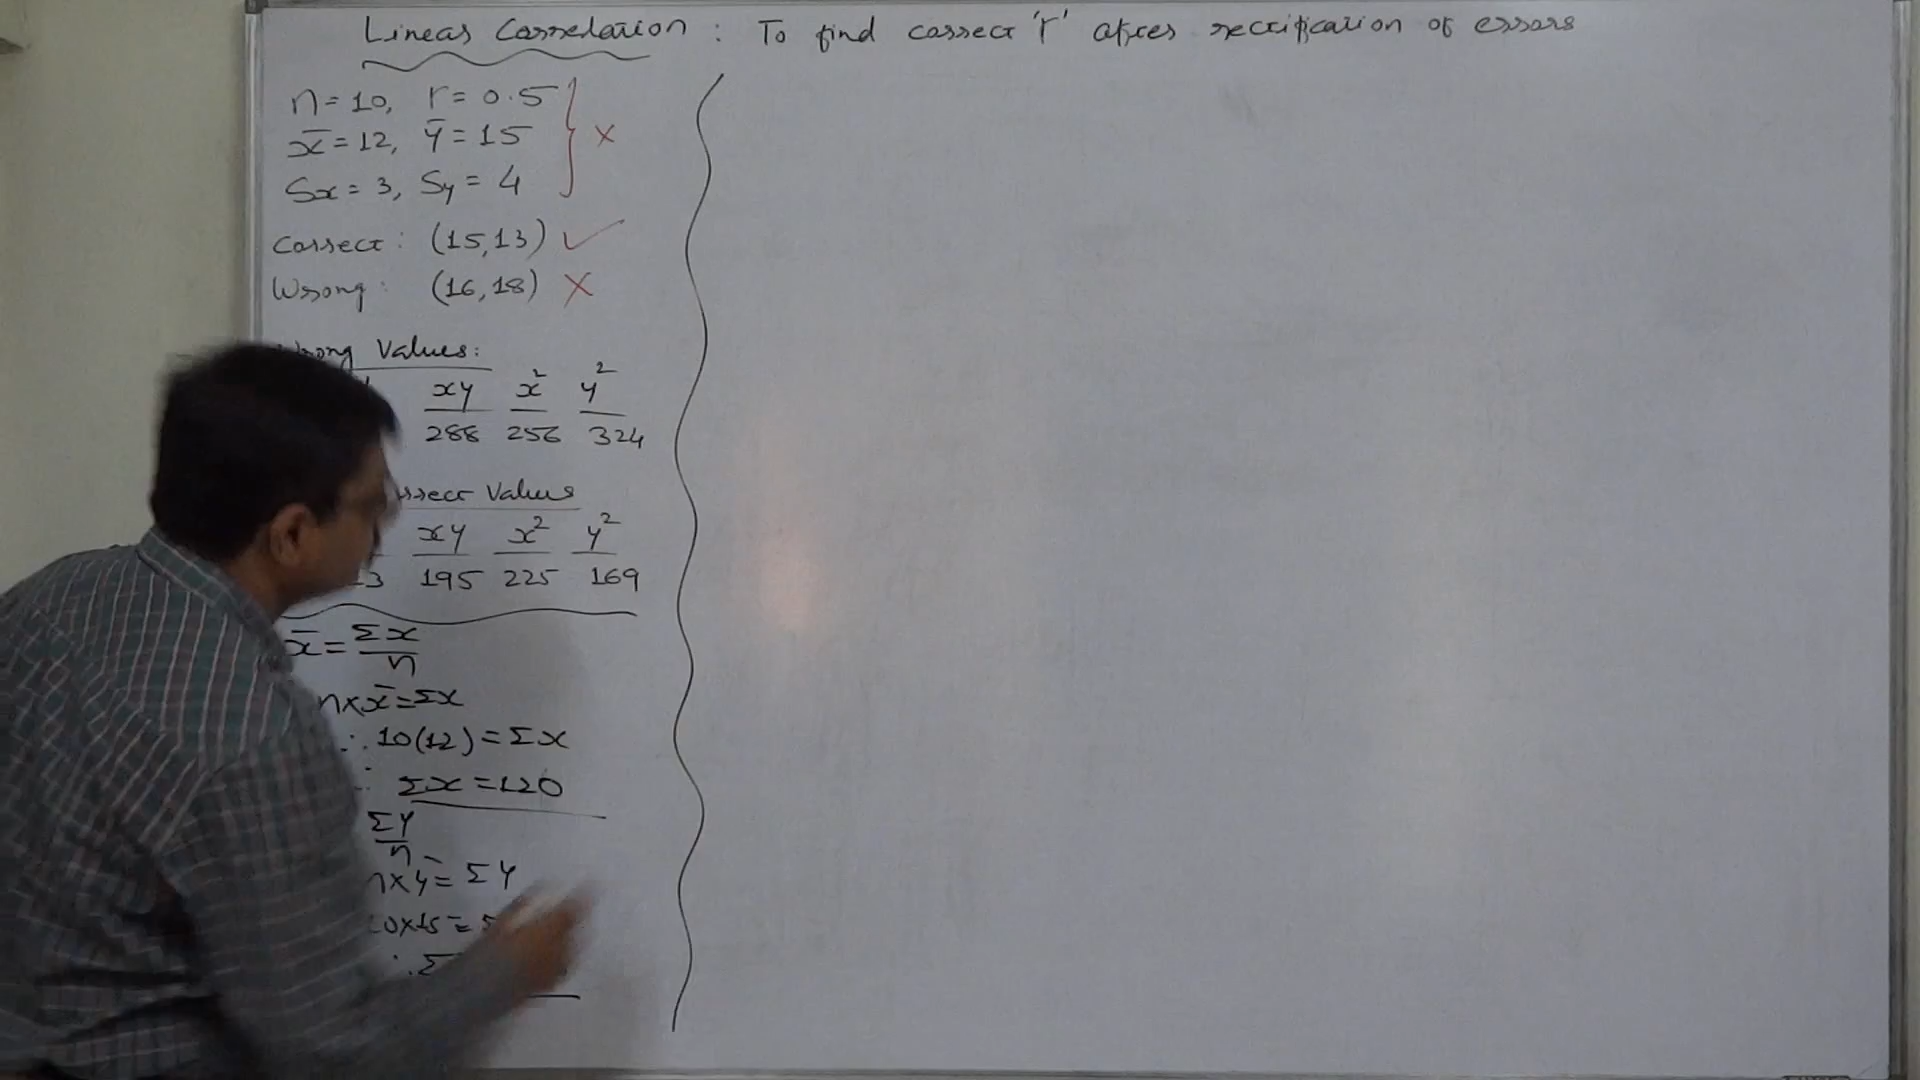 Linear Correlation : To find correct 'r' after rectification of errors
n = 10, r = 0.5
x̄ = 12, ȳ = 15 } ×
Sx = 3, Sy = 4
Correct : (15,13) ✓
Wrong : (16,18) ×
Values:
xy x² y²
288 256 324
Values
xy x² y²
195 225 169
x̄ = Σx/n
n×x̄ = Σx
∴ 10(12) = Σx
Σx = 120
Σy/n
n×ȳ = Σy
10×15 =
∴ Σ